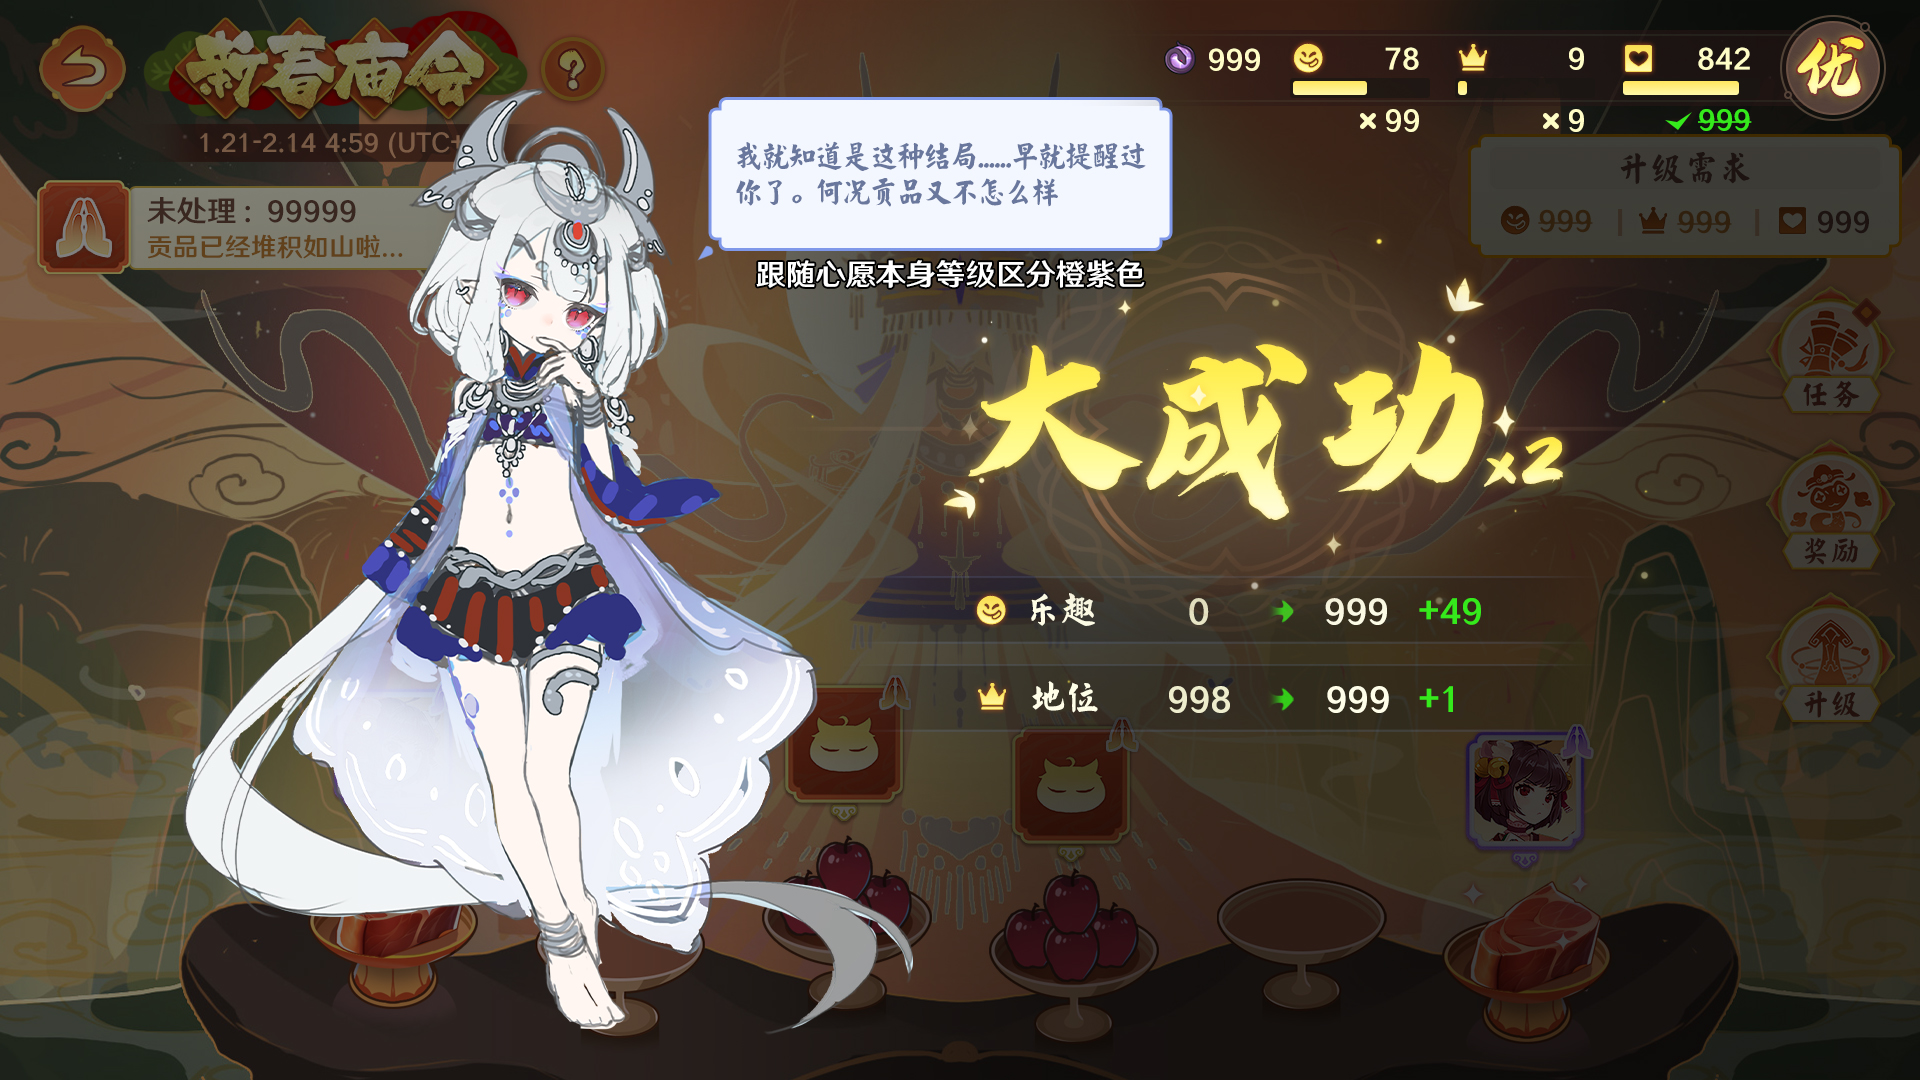 新春庙会
?
1.21-2.14 4:59 (UTC+
未处理：99999
贡品已经堆积如山啦...
999
78
9
842
优
×99
×9
999
升级需求
999 | 999 | 999
我就知道是这种结局......早就提醒过
你了。何况贡品又不怎么样
跟随心愿本身等级区分橙紫色
大成功x2
任务
奖励
升级
乐趣 0 999 +49
地位 998 999 +1